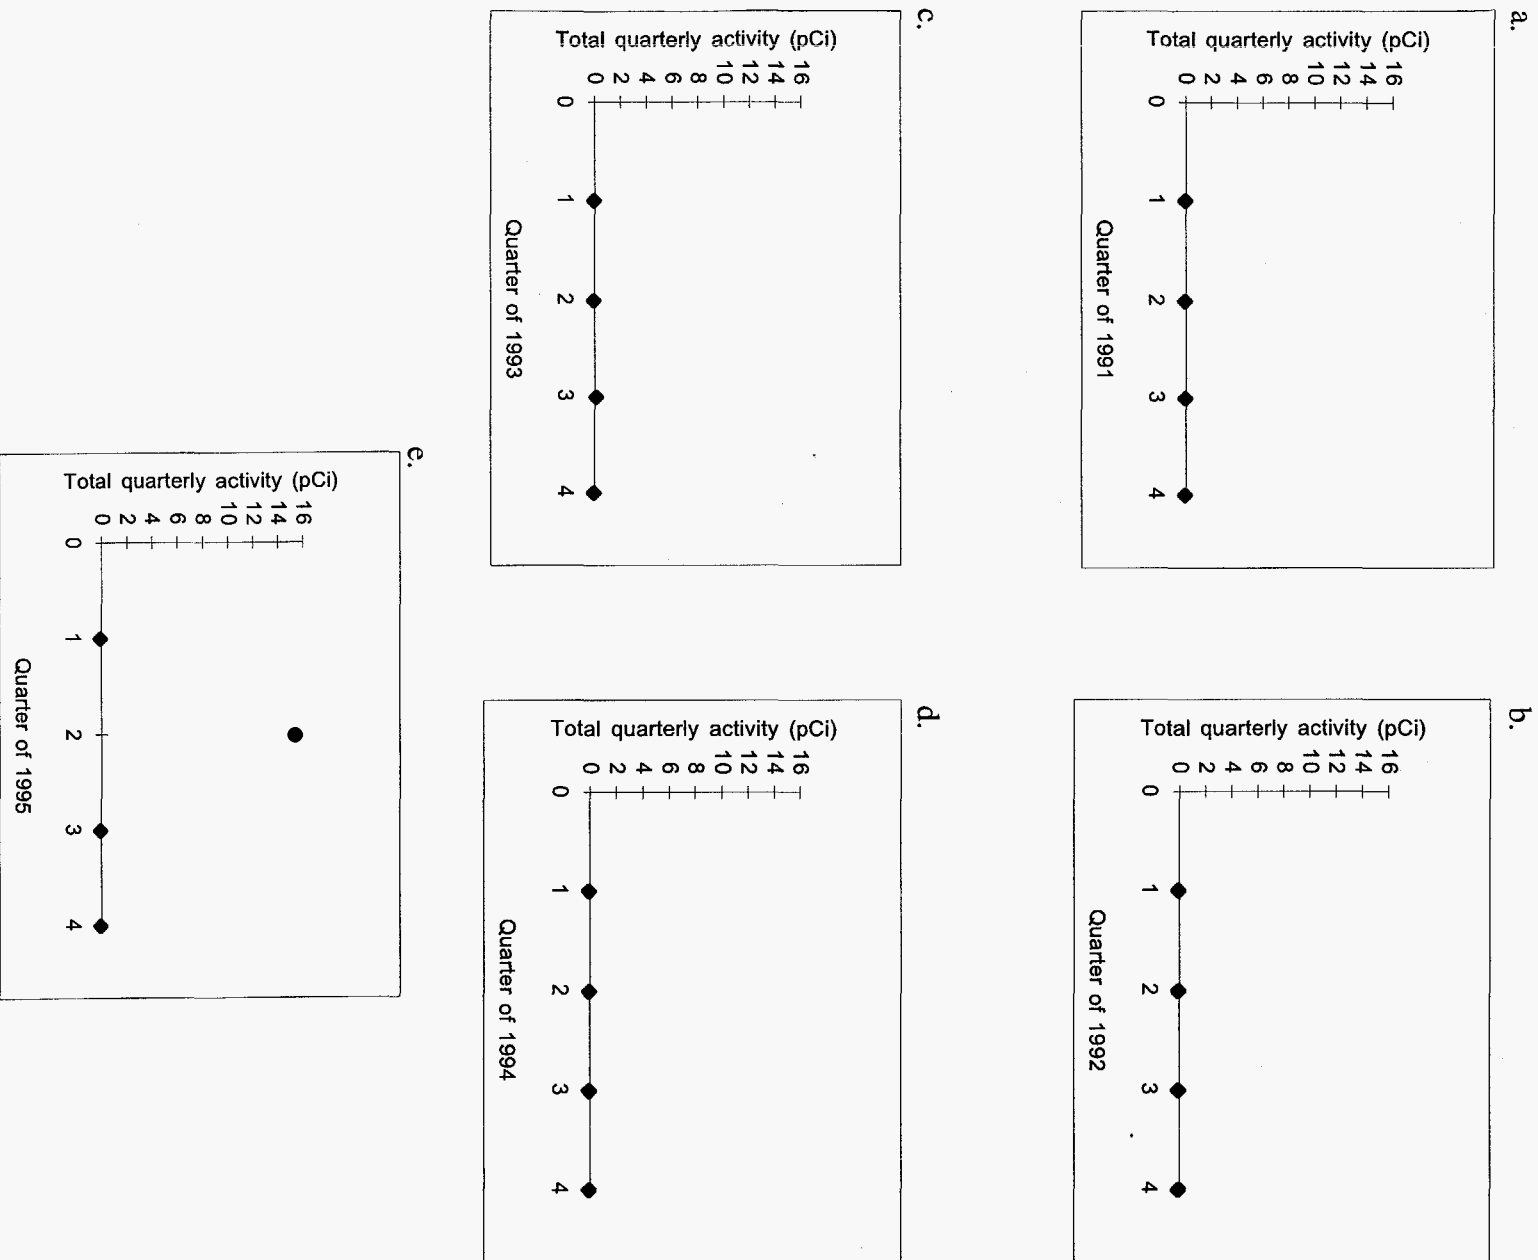 a.
Total quarterly activity (pCi)
16
14
12
10
8
6
4
2
0
0 1 2 3 4
Quarter of 1991
b.
Total quarterly activity (pCi)
16
14
12
10
8
6
4
2
0
0 1 2 3 4
Quarter of 1992
c.
Total quarterly activity (pCi)
16
14
12
10
8
6
4
2
0
0 1 2 3 4
Quarter of 1993
d.
Total quarterly activity (pCi)
16
14
12
10
8
6
4
2
0
0 1 2 3 4
Quarter of 1994
e.
Total quarterly activity (pCi)
16
14
12
10
8
6
4
2
0
0 1 2 3 4
Quarter of 1995